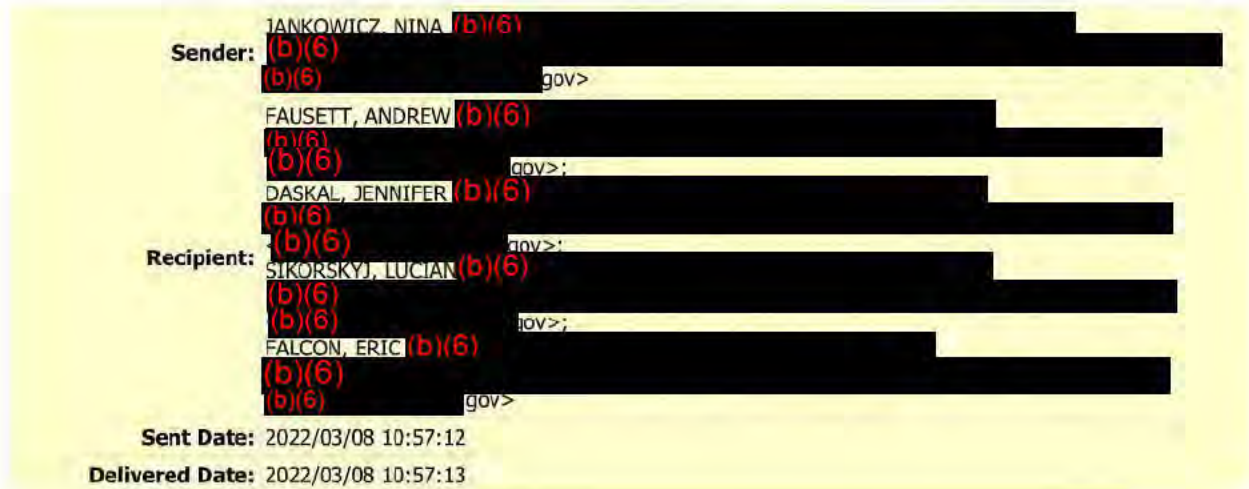 JANKOWICZ, NINA (b)(6)
Sender: (b)(6)
(b)(6) gov>
FAUSETT, ANDREW (b)(6)
(b)(6)
(b)(6) gov>;
DASKAL, JENNIFER (b)(6)
(b)(6)
Recipient: <(b)(6) gov>;
SIKORSKYJ, LUCIAN (b)(6)
(b)(6)
<(b)(6) gov>;
FALCON, ERIC (b)(6)
(b)(6)
(b)(6) gov>
Sent Date: 2022/03/08 10:57:12
Delivered Date: 2022/03/08 10:57:13